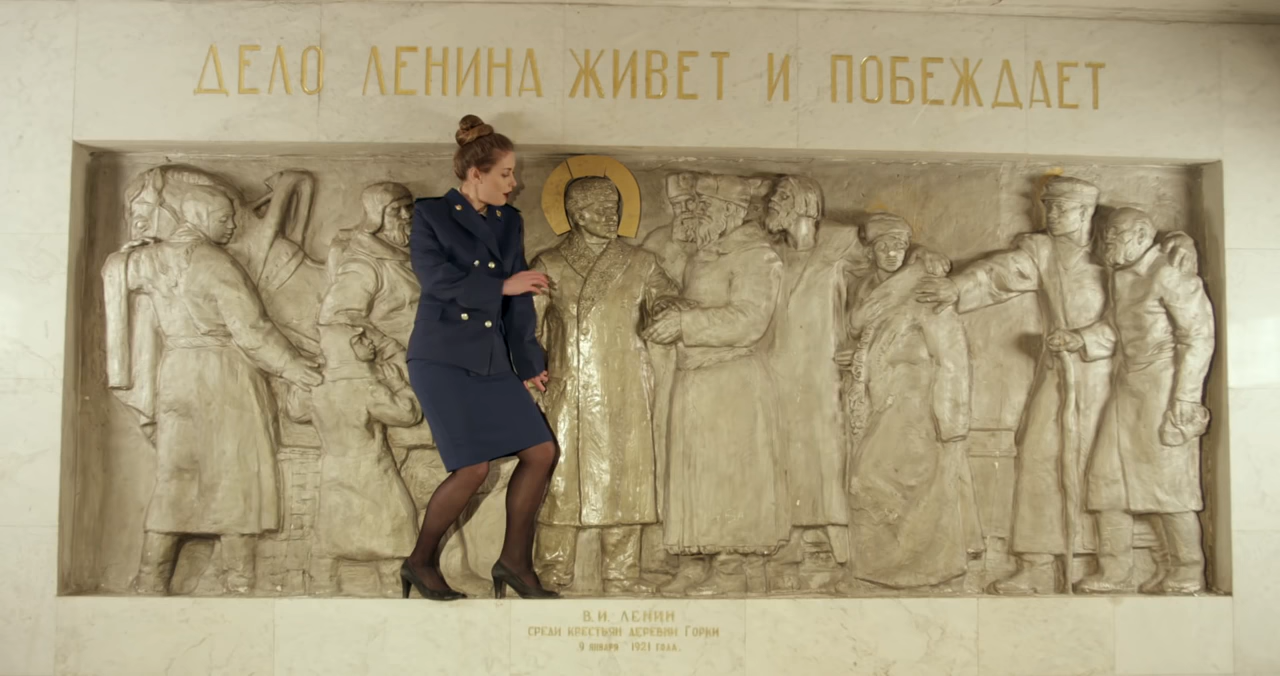 ДЕЛО ЛЕНИНА ЖИВЕТ И ПОБЕЖДАЕТ
В. И. ЛЕНИН
СРЕДИ КРЕСТЬЯН ДЕРЕВНИ ГОРКИ
9 ЯНВАРЯ 1921 ГОДА.